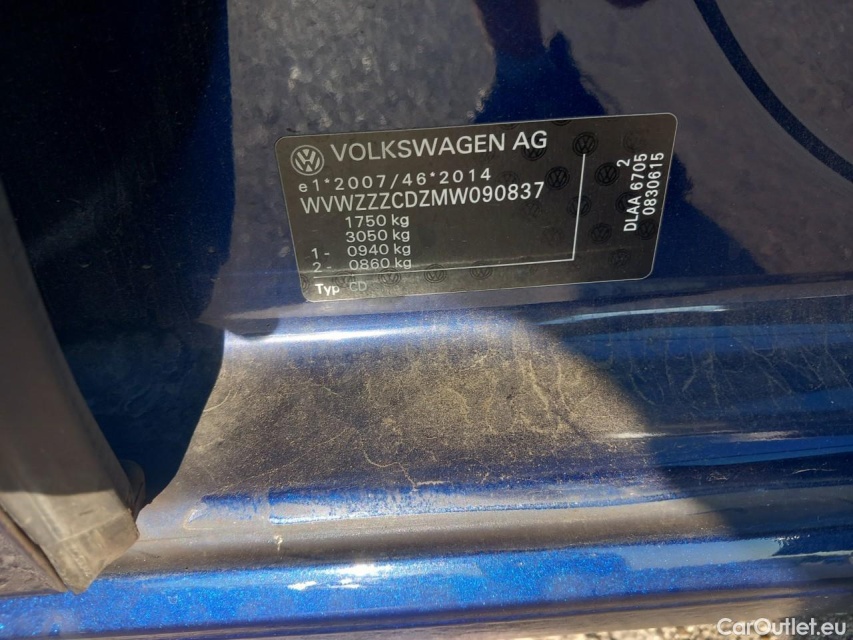 VOLKSWAGEN AG
e1*2007/46*2014
WVWZZZCDZMW090837
1750 kg
3050 kg
1 - 0940 kg
2 - 0860 kg
Typ CD
2
DLAA 6705
0830615
CarOutlet.eu